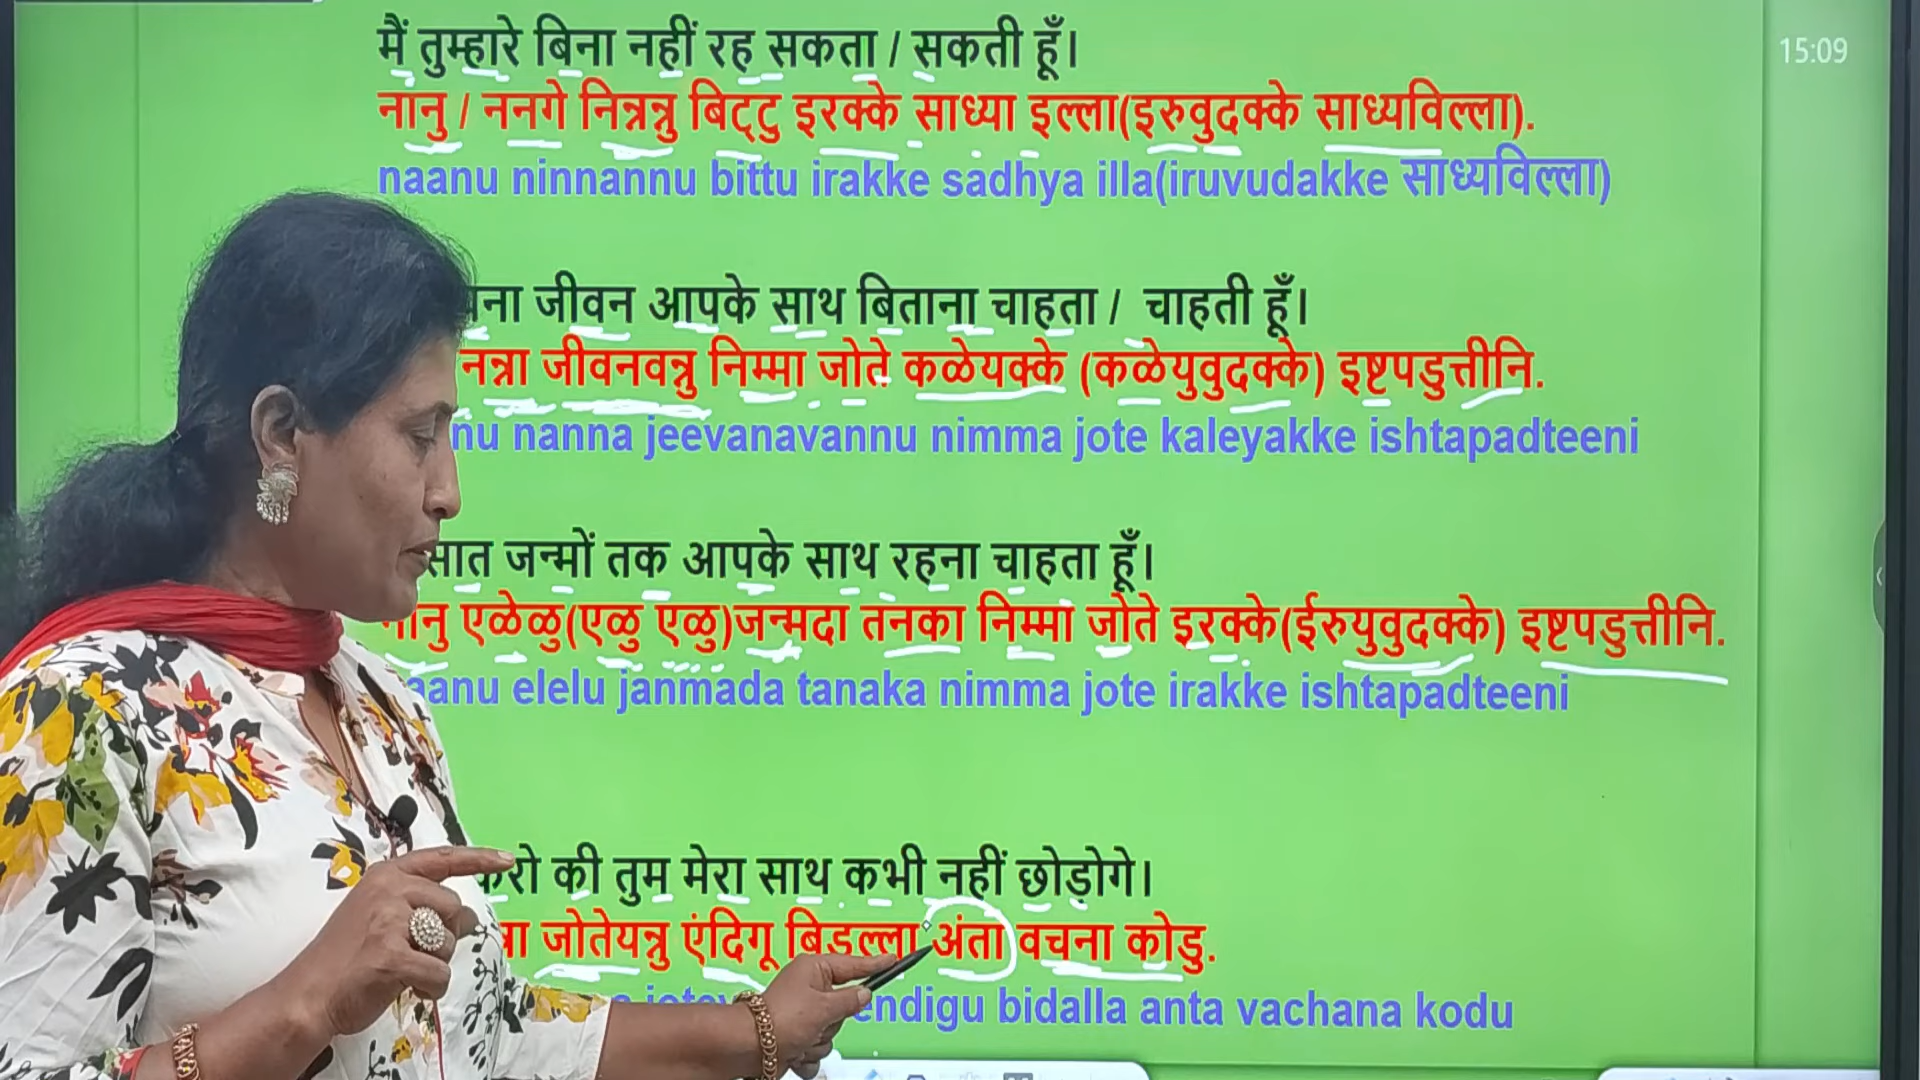 मैं तुम्हारे बिना नहीं रह सकता / सकती हूँ।
15:09
नानु / ननगे निन्नन्नु बिट्टु इरक्के साध्या इल्ला(इरुवुदक्के साध्यविल्ला).
naanu ninnannu bittu irakke sadhya illa(iruvudakke साध्यविल्ला)
जीवन आपके साथ बिताना चाहता / चाहती हूँ।
नन्ना जीवनवन्नु निम्मा जोते कळेयक्के (कळेयुवुदक्के) इष्टपडुत्तीनि.
nanna jeevanavannu nimma jote kaleyakke ishtapadteeni
सात जन्मों तक आपके साथ रहना चाहता हूँ।
एळेळु(एळु एळु)जन्मदा तनका निम्मा जोते इरक्के(ईरुयुवुदक्के) इष्टपडुत्तीनि.
elelu janmada tanaka nimma jote irakke ishtapadteeni
की तुम मेरा साथ कभी नहीं छोड़ोगे।
जोतेयन्नु एंदिगू बिडल्ला अंता वचना कोडु.
endigu bidalla anta vachana kodu